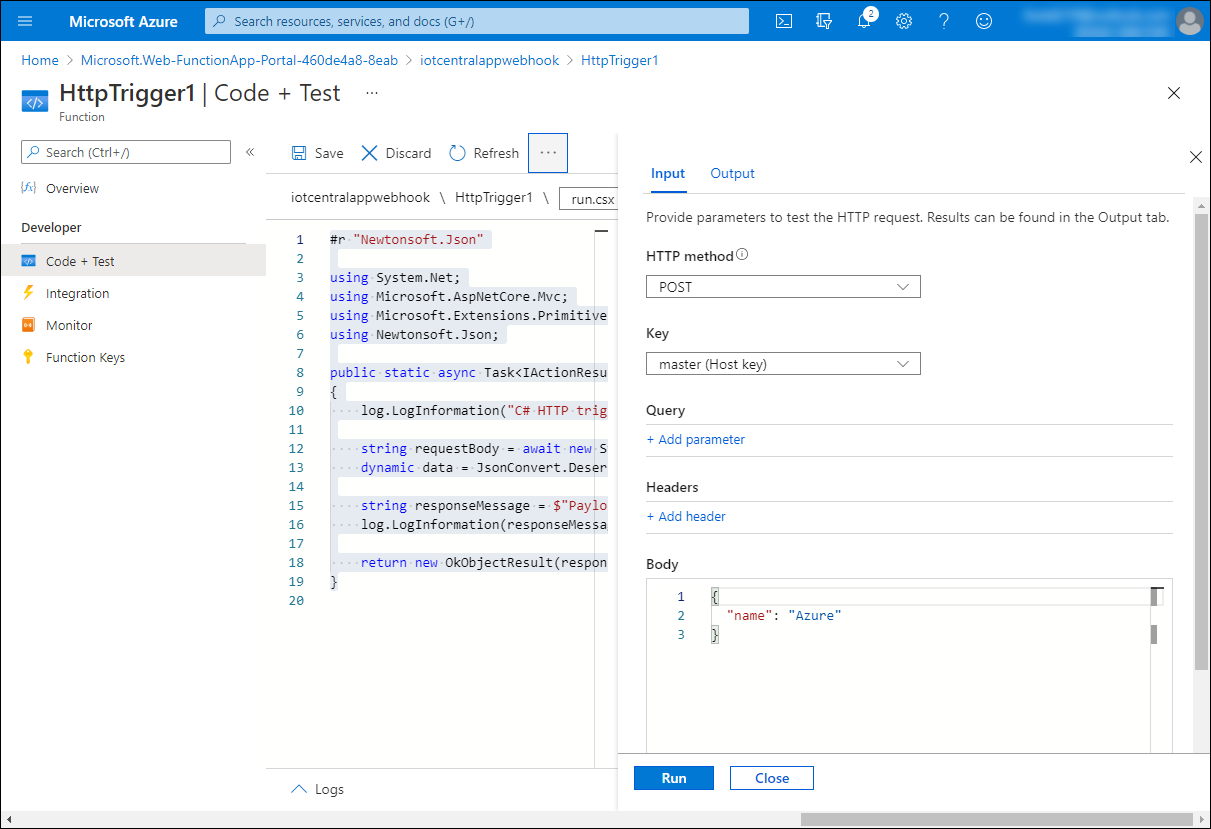 Microsoft Azure
Search resources, services, and docs (G+/)
2
Home > Microsoft.Web-FunctionApp-Portal-460de4a8-8eab > iotcentralappwebhook > HttpTrigger1
HttpTrigger1 | Code + Test ...
Function
Search (Ctrl+/)
Overview
Developer
Code + Test
Integration
Monitor
Function Keys
Save Discard Refresh ...
iotcentralappwebhook \ HttpTrigger1 \ run.csx
1 #r "Newtonsoft.Json"
2
3 using System.Net;
4 using Microsoft.AspNetCore.Mvc;
5 using Microsoft.Extensions.Primitive
6 using Newtonsoft.Json;
7
8 public static async Task<IActionResu
9 {
10 log.LogInformation("C# HTTP trig
11
12 string requestBody = await new S
13 dynamic data = JsonConvert.Deser
14
15 string responseMessage = $"Paylo
16 log.LogInformation(responseMessa
17
18 return new OkObjectResult(respon
19 }
20
Logs
Input Output
Provide parameters to test the HTTP request. Results can be found in the Output tab.
HTTP method
POST
Key
master (Host key)
Query
+ Add parameter
Headers
+ Add header
Body
1 {
2 "name": "Azure"
3 }
Run Close